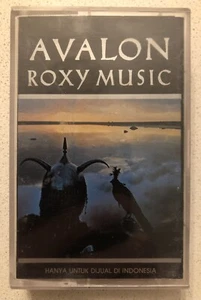 AVALON
ROXY MUSIC
HANYA UNTUK DIJUAL DI INDONESIA